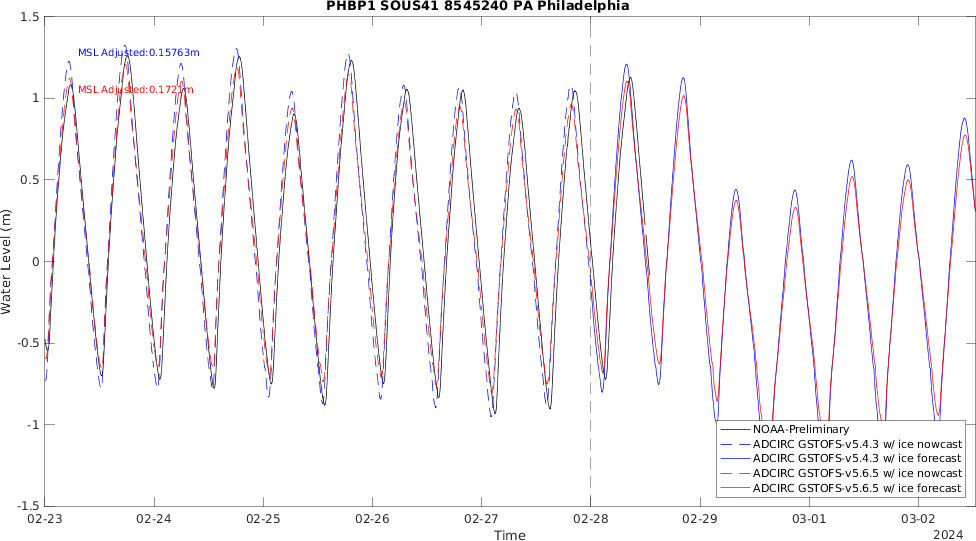 PHBP1 SOUS41 8545240 PA Philadelphia
1.5
MSL Adjusted:0.15763m
1
MSL Adjusted:0.1721m
0.5
Water Level (m)
0
-0.5
-1
NOAA-Preliminary
ADCIRC GSTOFS-v5.4.3 w/ ice nowcast
ADCIRC GSTOFS-v5.4.3 w/ ice forecast
ADCIRC GSTOFS-v5.6.5 w/ ice nowcast
ADCIRC GSTOFS-v5.6.5 w/ ice forecast
-1.5
02-23 02-24 02-25 02-26 02-27 02-28 02-29 03-01 03-02
Time
2024